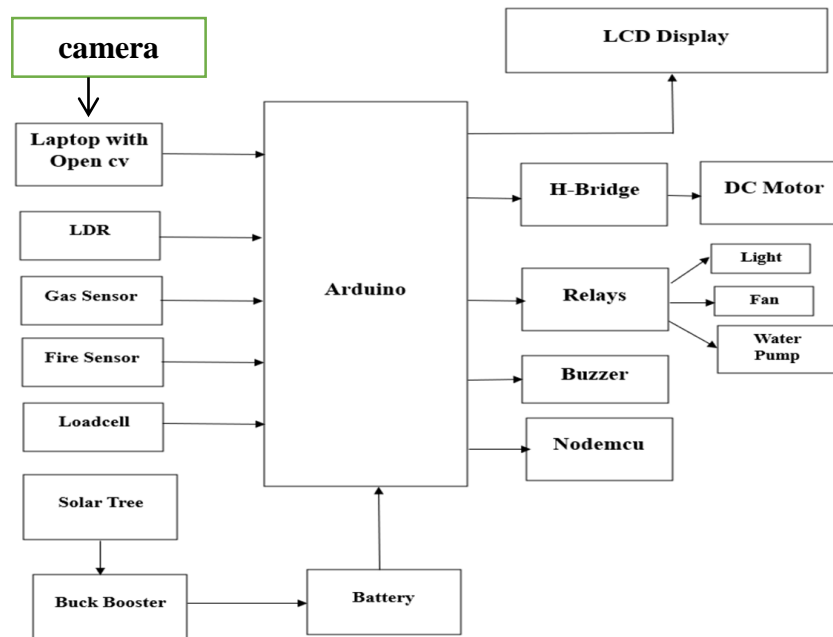 camera
LCD Display
Laptop with
Open cv
H-Bridge
DC Motor
LDR
Light
Gas Sensor
Arduino
Relays
Fan
Fire Sensor
Water
Pump
Buzzer
Loadcell
Nodemcu
Solar Tree
Buck Booster
Battery